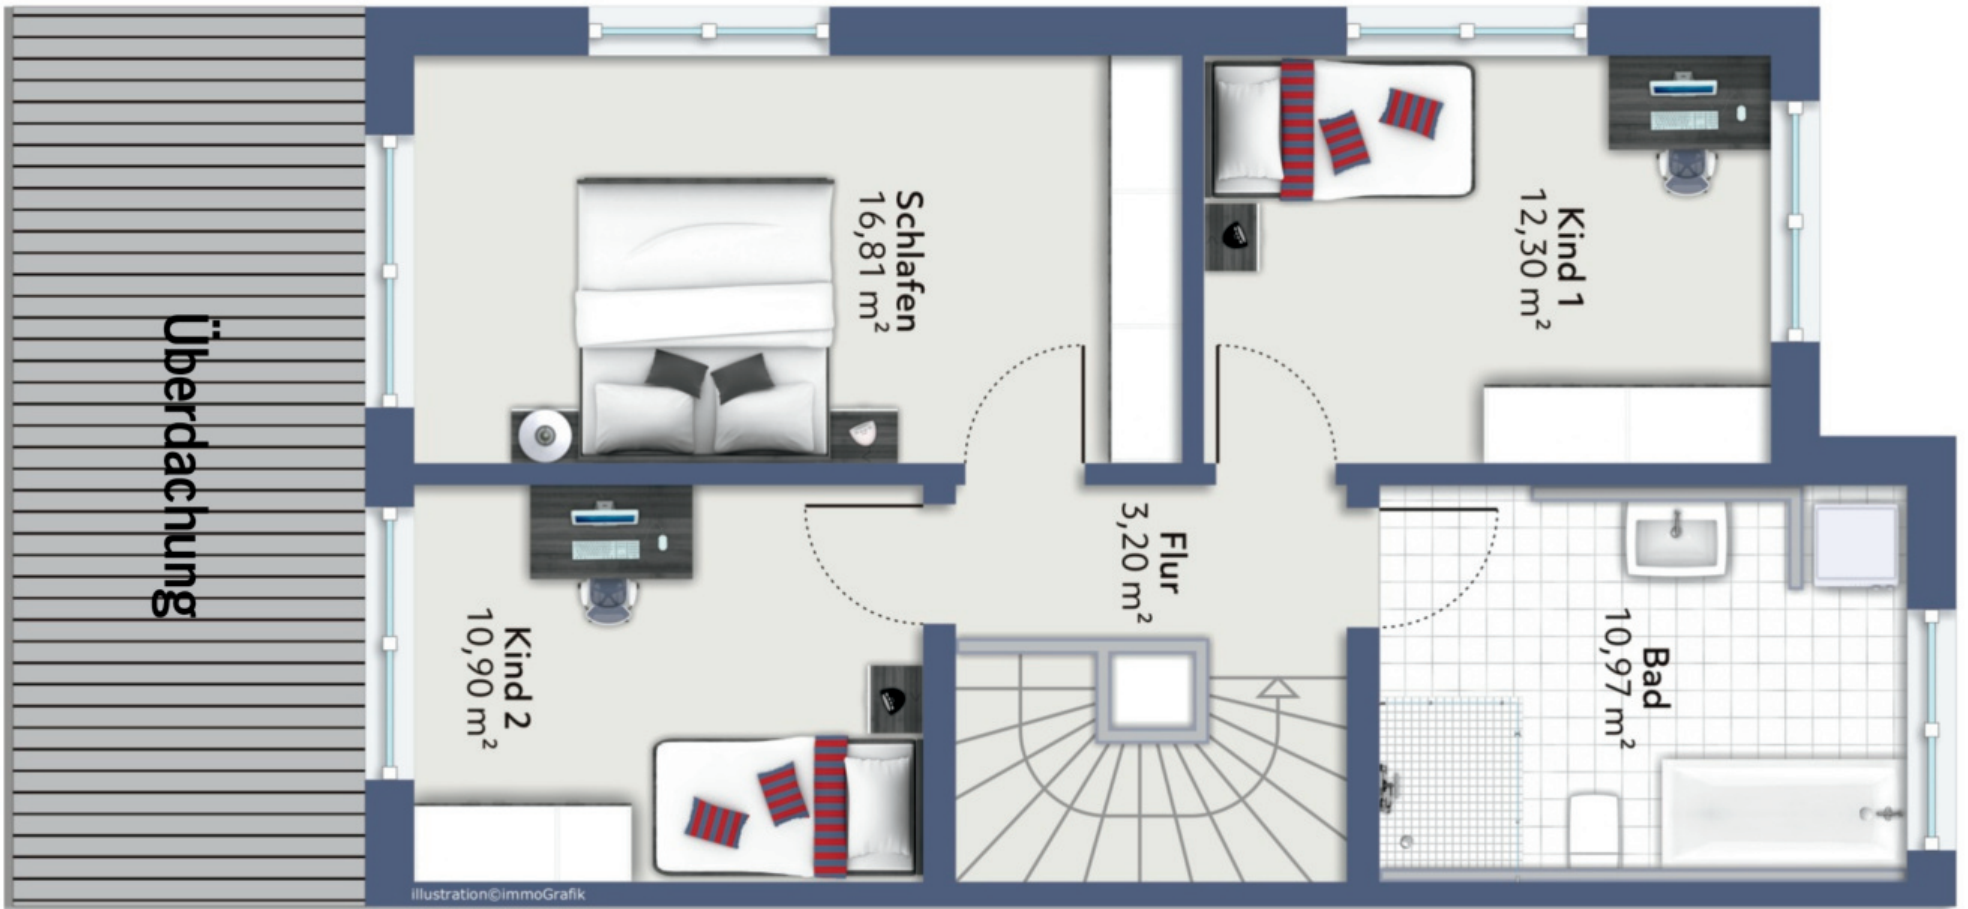 Überdachung
Schlafen
16,81 m²
Kind 1
12,30 m²
Flur
3,20 m²
Kind 2
10,90 m²
Bad
10,97 m²
illustration©immoGrafik